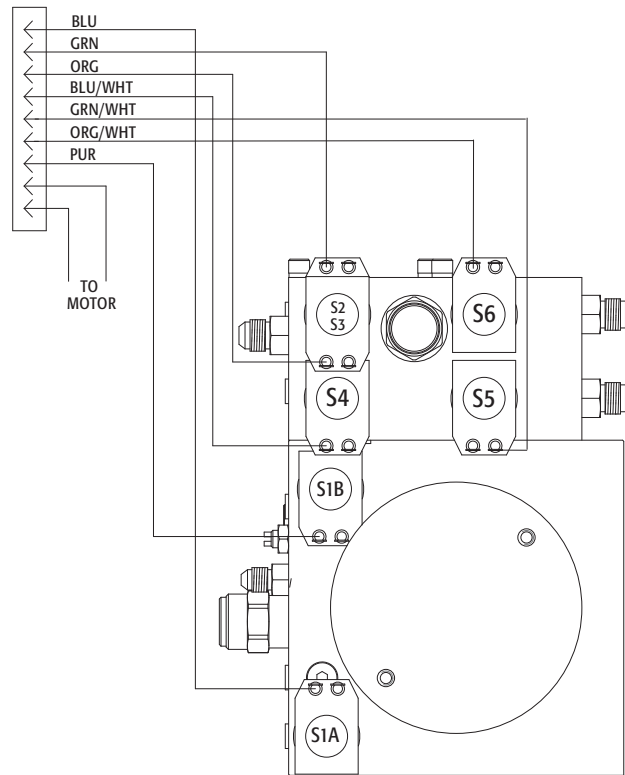 BLU
GRN
ORG
BLU/WHT
GRN/WHT
ORG/WHT
PUR
TO
MOTOR
S2
S3
S6
S4
S5
S1B
S1A